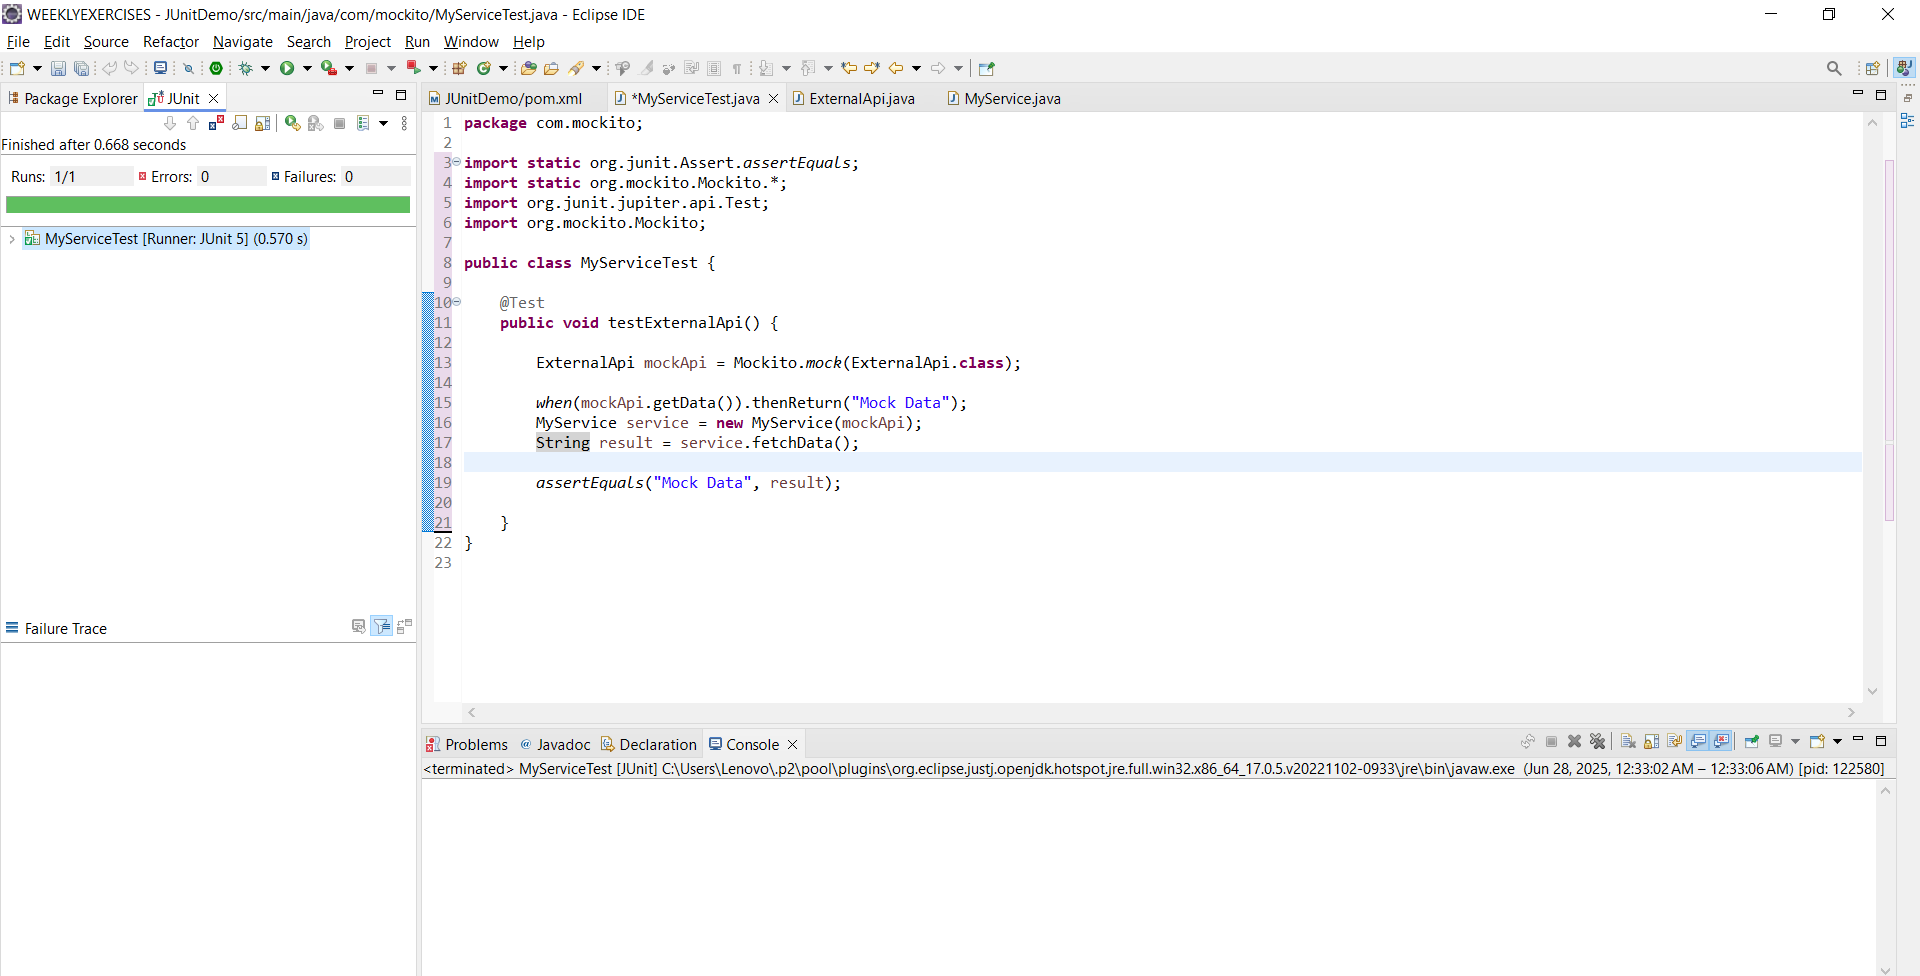 WEEKLYEXERCISES - JUnitDemo/src/main/java/com/mockito/MyServiceTest.java - Eclipse IDE
File Edit Source Refactor Navigate Search Project Run Window Help
Package Explorer JUnit
JUnitDemo/pom.xml *MyServiceTest.java ExternalApi.java MyService.java
Finished after 0.668 seconds
Runs: 1/1 Errors: 0 Failures: 0
MyServiceTest [Runner: JUnit 5] (0.570 s)
Failure Trace
1 package com.mockito;
2
3 import static org.junit.Assert.assertEquals;
4 import static org.mockito.Mockito.*;
5 import org.junit.jupiter.api.Test;
6 import org.mockito.Mockito;
7
8 public class MyServiceTest {
9
10 @Test
11 public void testExternalApi() {
12
13 ExternalApi mockApi = Mockito.mock(ExternalApi.class);
14
15 when(mockApi.getData()).thenReturn("Mock Data");
16 MyService service = new MyService(mockApi);
17 String result = service.fetchData();
18
19 assertEquals("Mock Data", result);
20
21 }
22 }
23
Problems Javadoc Declaration Console
<terminated> MyServiceTest [JUnit] C:\Users\Lenovo\.p2\pool\plugins\org.eclipse.justj.openjdk.hotspot.jre.full.win32.x86_64_17.0.5.v20221102-0933\jre\bin\javaw.exe (Jun 28, 2025, 12:33:02 AM – 12:33:06 AM) [pid: 122580]